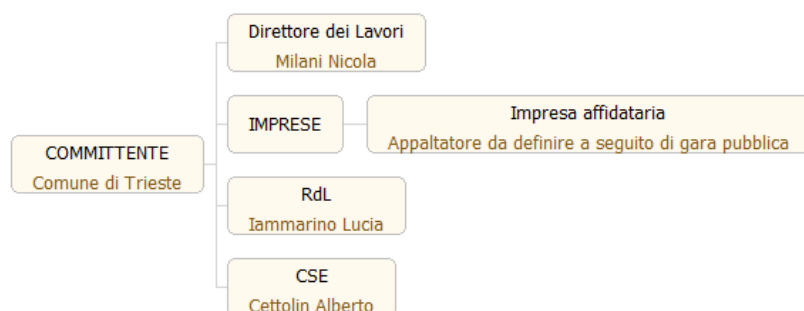 Direttore dei Lavori
Milani Nicola
IMPRESE
Impresa affidataria
Appaltatore da definire a seguito di gara pubblica
COMMITTENTE
Comune di Trieste
RdL
Iammarino Lucia
CSE
Cettolin Alberto